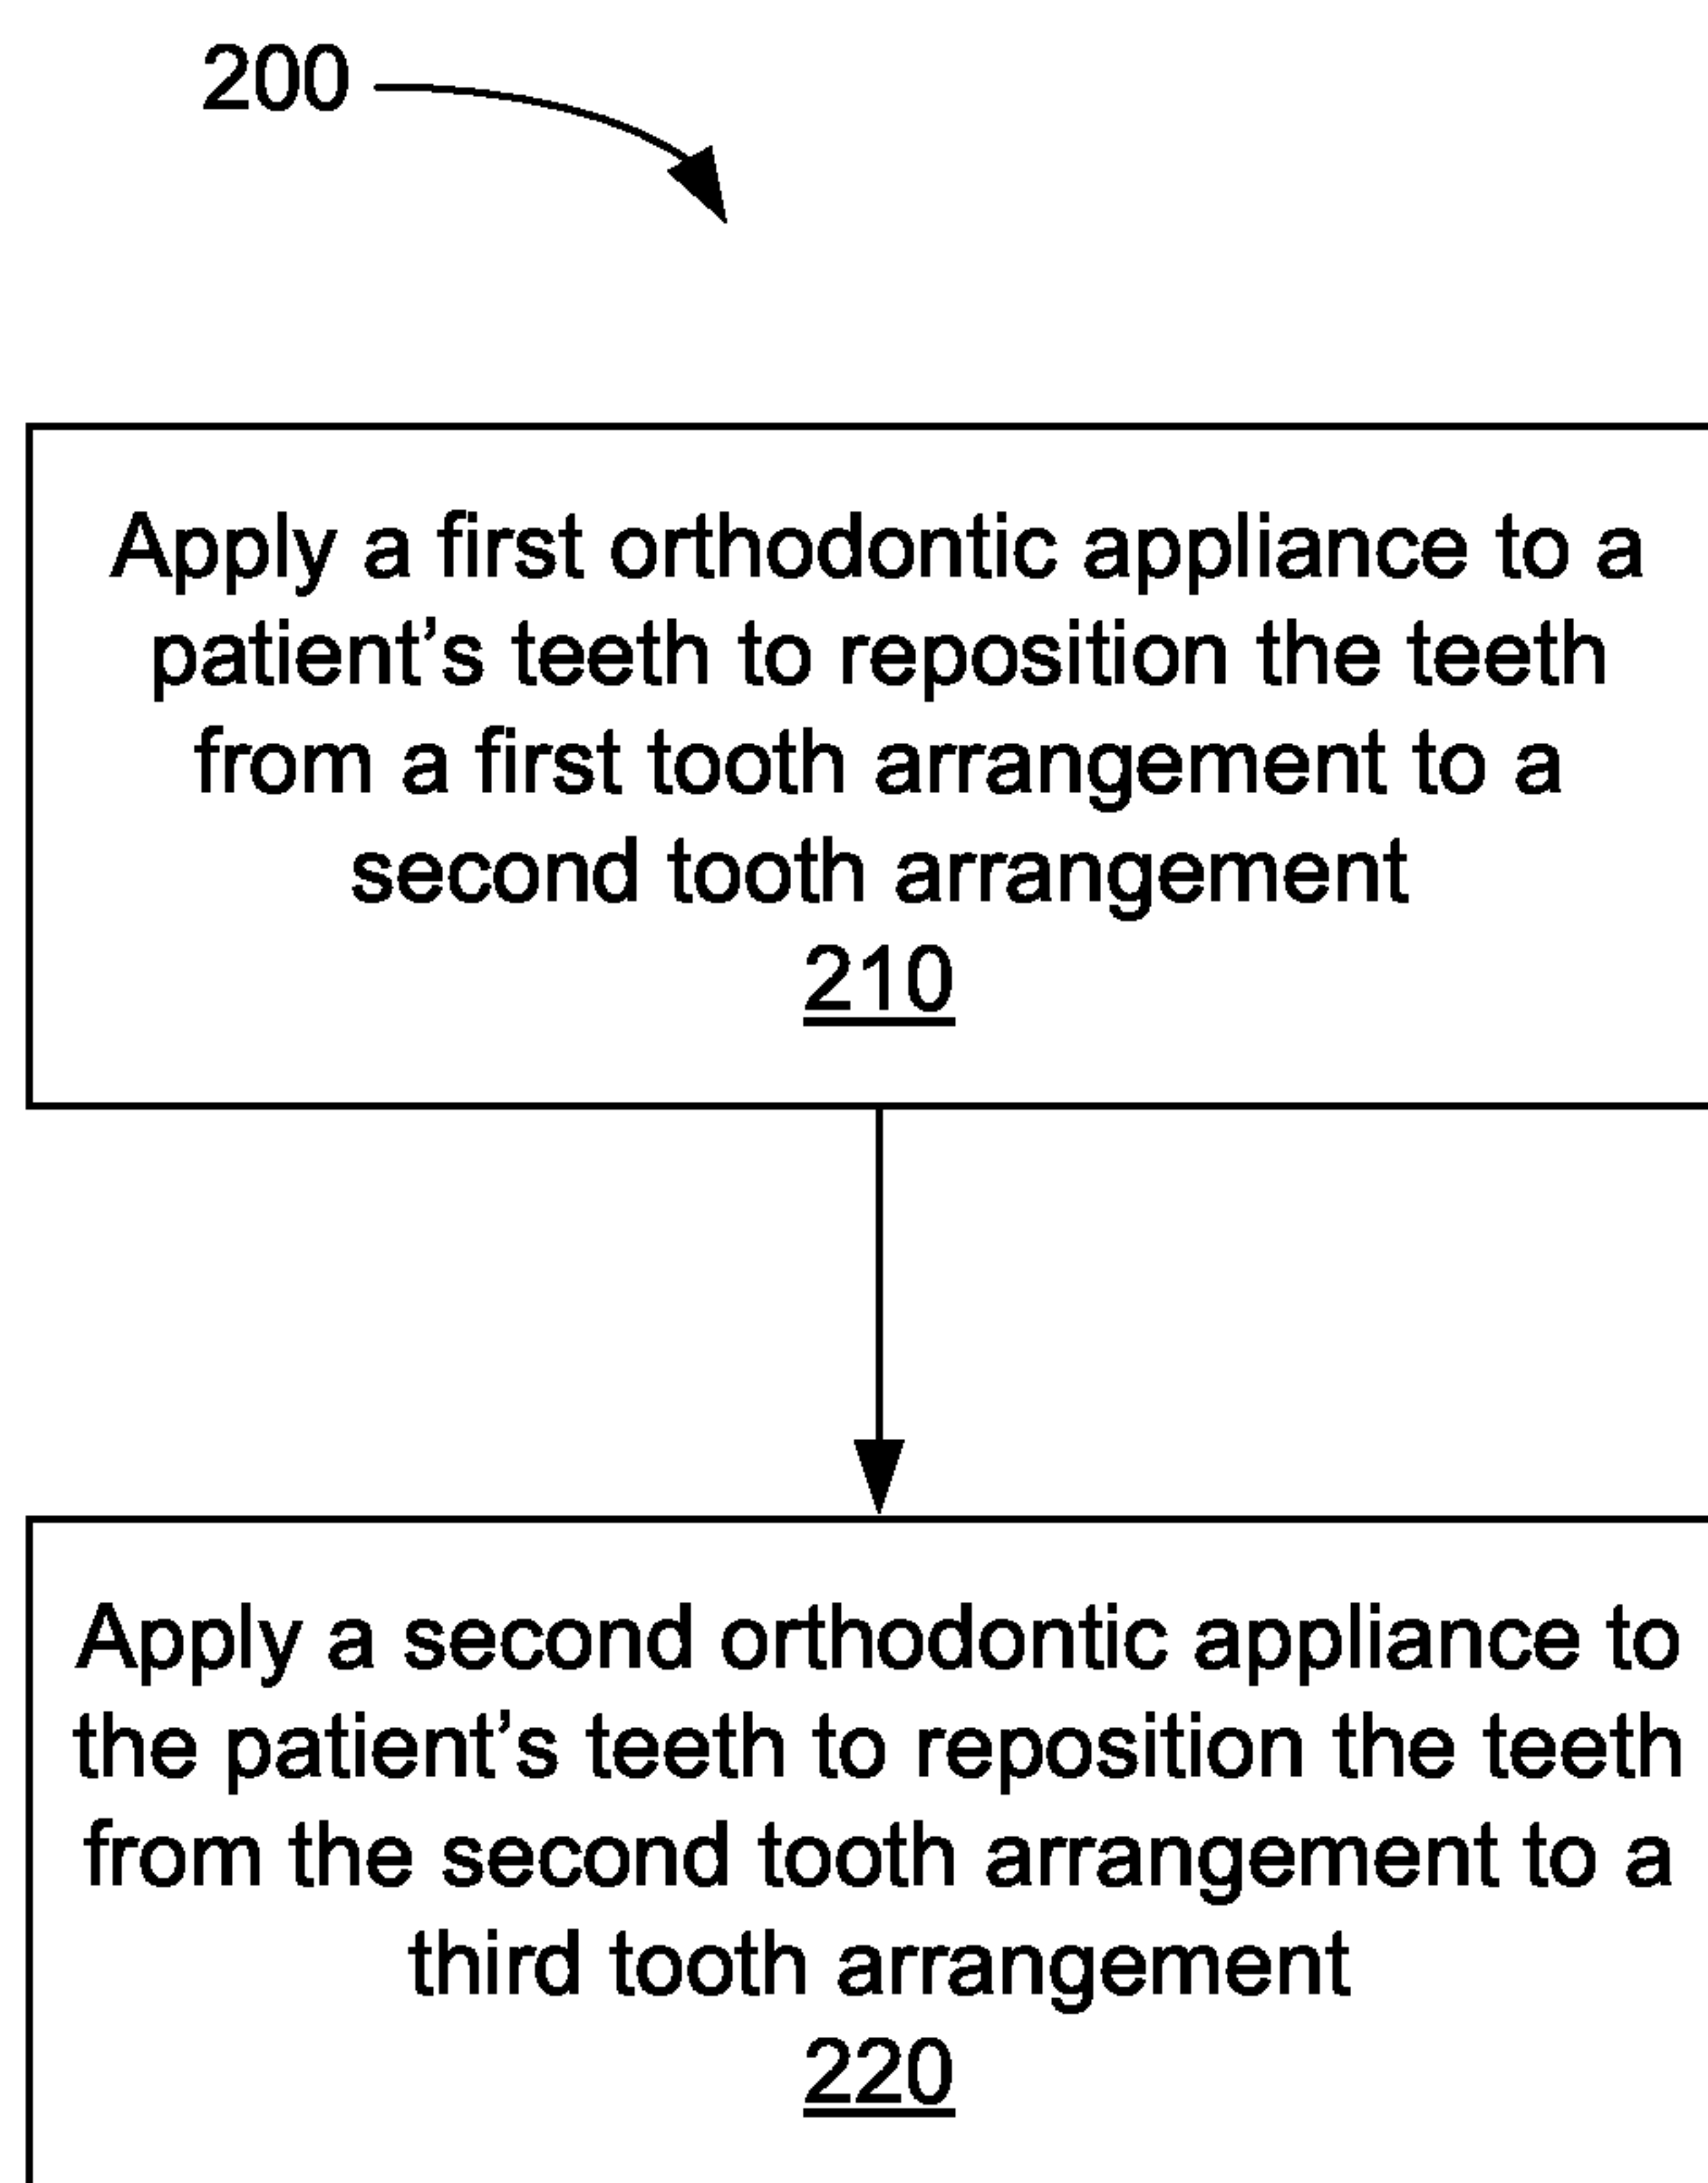 200
Apply a first orthodontic appliance to a
patient’s teeth to reposition the teeth
from a first tooth arrangement to a
second tooth arrangement
210
Apply a second orthodontic appliance to
the patient’s teeth to reposition the teeth
from the second tooth arrangement to a
third tooth arrangement
220